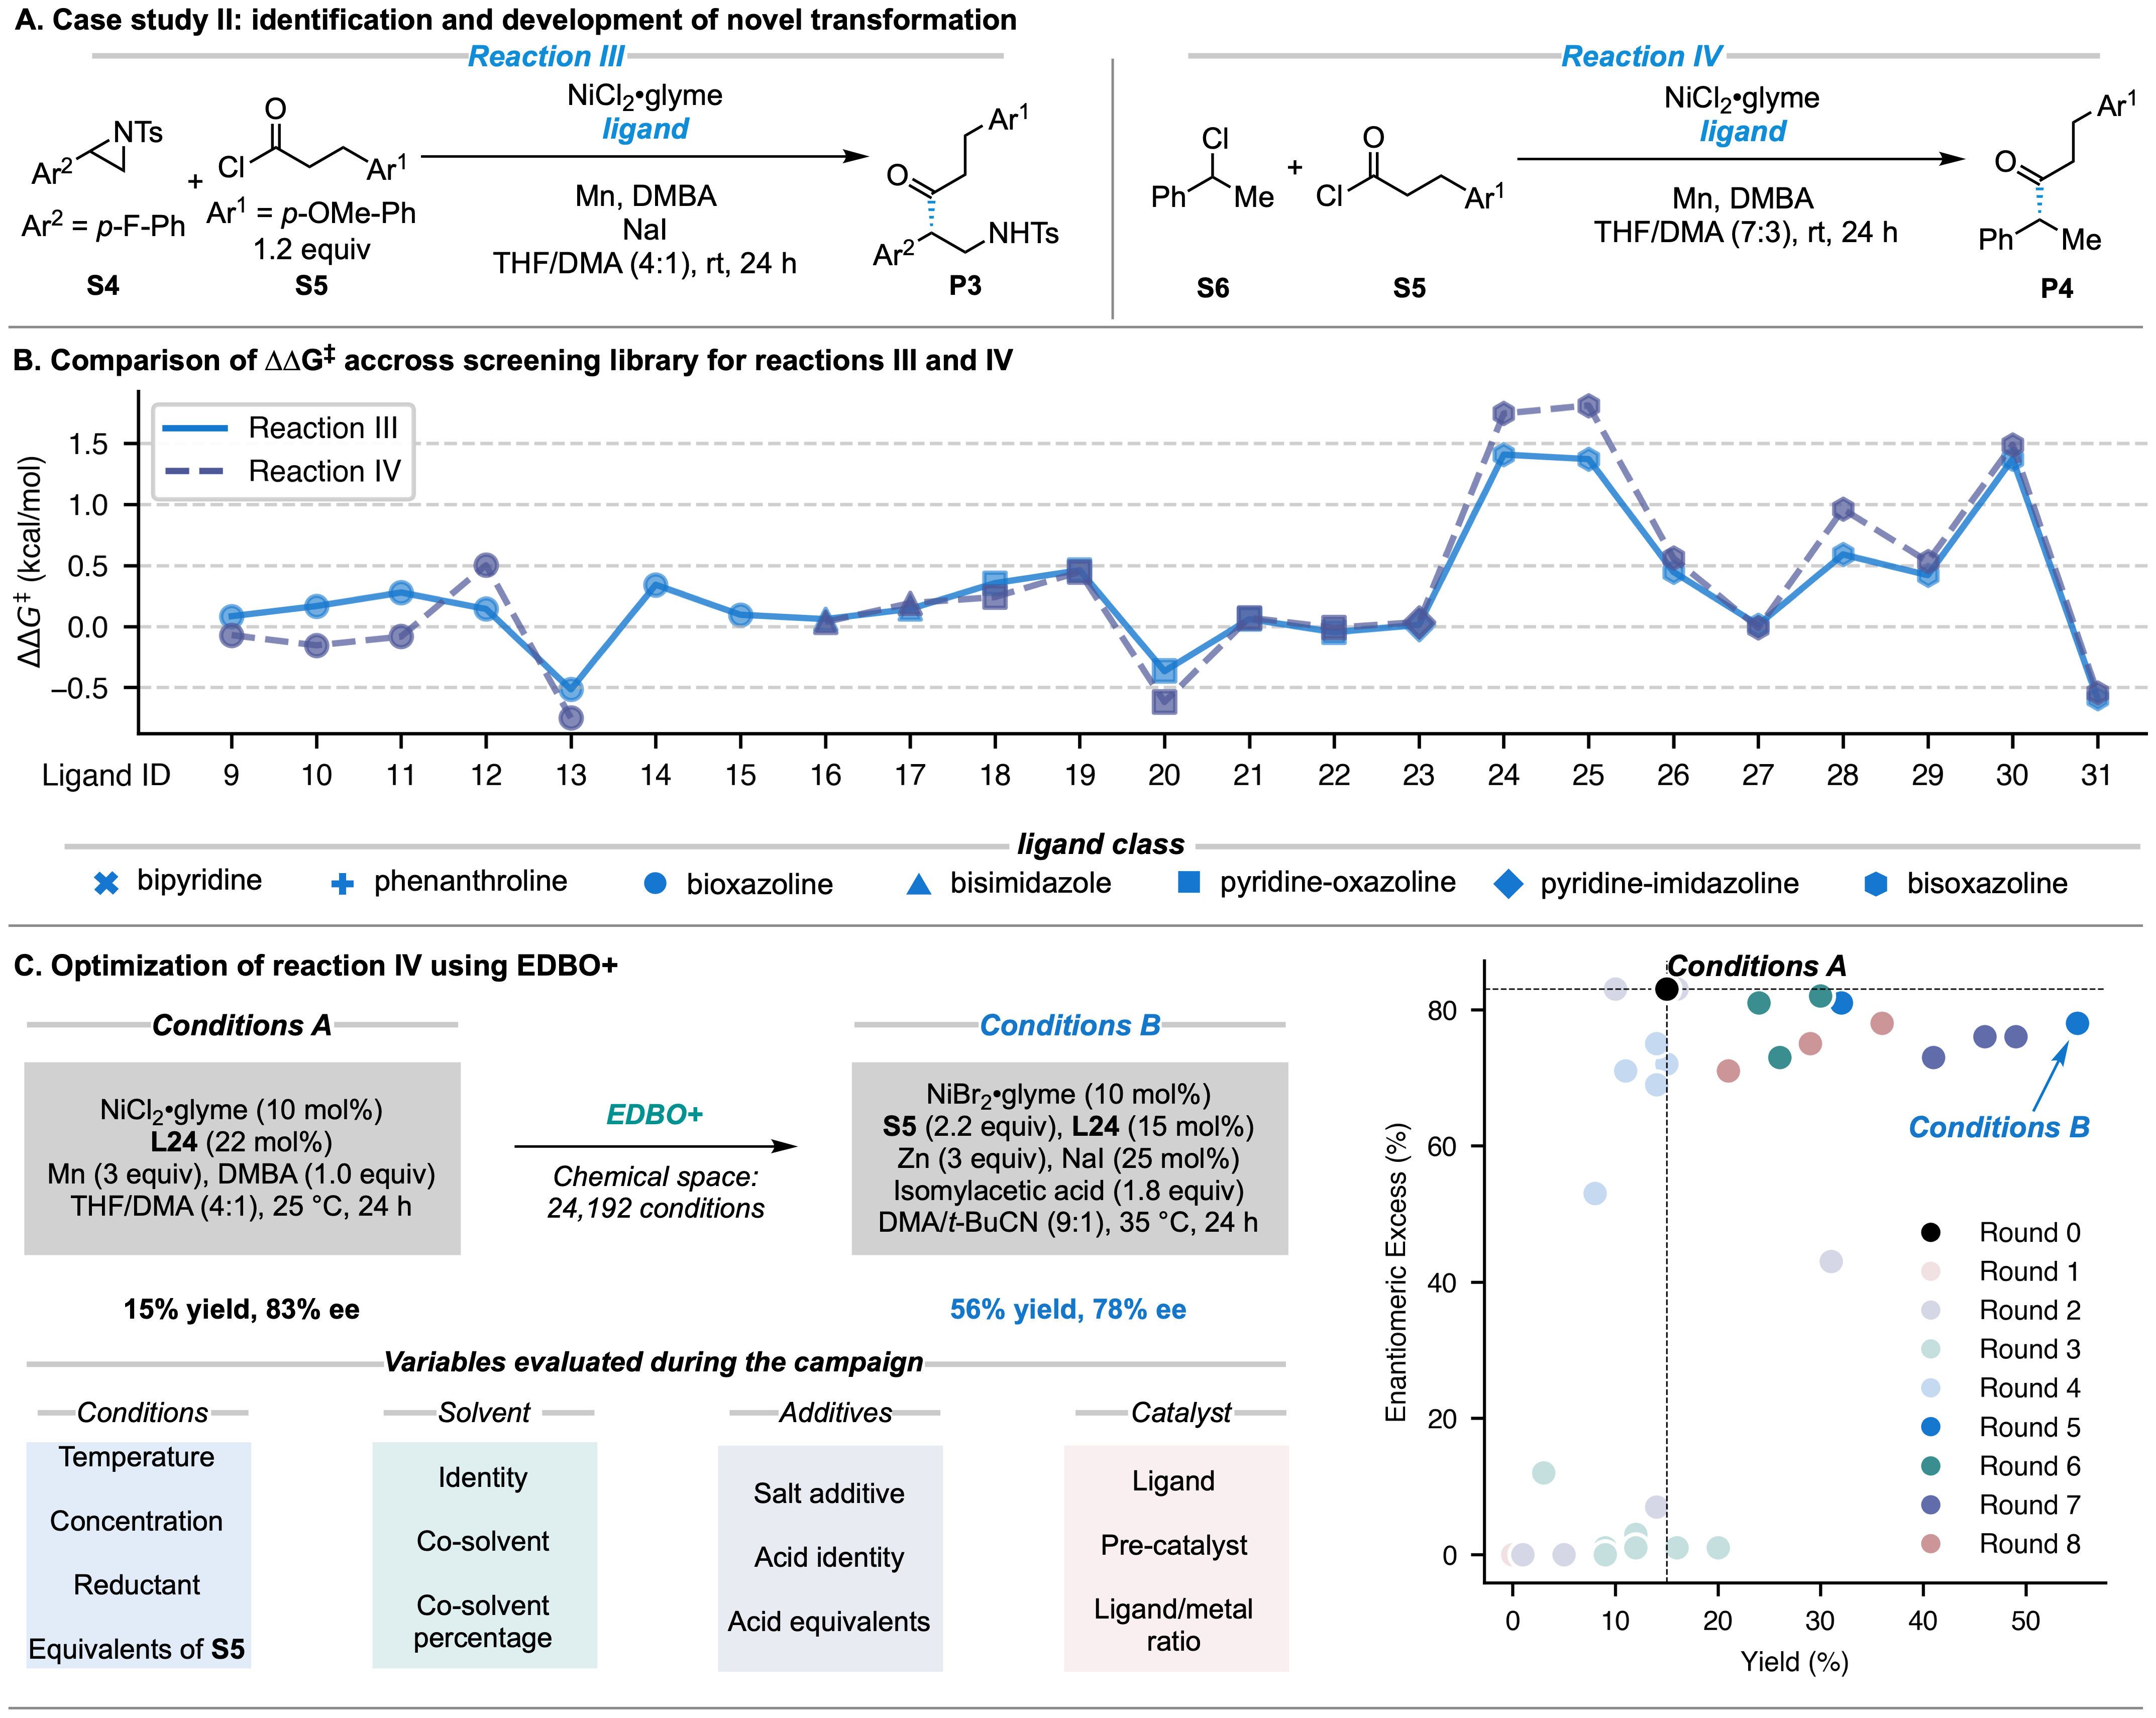 A. Case study II: identification and development of novel transformation
Reaction III
Ar2
NTs
+
O
Cl
Ar1
Ar2 = p-F-Ph
Ar1 = p-OMe-Ph
1.2 equiv
S4
S5
NiCl2•glyme
ligand
Mn, DMBA
NaI
THF/DMA (4:1), rt, 24 h
O
Ar1
Ar2
NHTs
P3
Reaction IV
Cl
Ph
Me
+
O
Cl
Ar1
S6
S5
NiCl2•glyme
ligand
Mn, DMBA
THF/DMA (7:3), rt, 24 h
O
Ar1
Ph
Me
P4
B. Comparison of ΔΔG‡ accross screening library for reactions III and IV
Reaction III
Reaction IV
ΔΔG‡ (kcal/mol)
1.5
1.0
0.5
0.0
−0.5
Ligand ID 9 10 11 12 13 14 15 16 17 18 19 20 21 22 23 24 25 26 27 28 29 30 31
ligand class
bipyridine phenanthroline bioxazoline bisimidazole pyridine-oxazoline pyridine-imidazoline bisoxazoline
C. Optimization of reaction IV using EDBO+
Conditions A
NiCl2•glyme (10 mol%)
L24 (22 mol%)
Mn (3 equiv), DMBA (1.0 equiv)
THF/DMA (4:1), 25 °C, 24 h
15% yield, 83% ee
EDBO+
Chemical space:
24,192 conditions
Conditions B
NiBr2•glyme (10 mol%)
S5 (2.2 equiv), L24 (15 mol%)
Zn (3 equiv), NaI (25 mol%)
Isomylacetic acid (1.8 equiv)
DMA/t-BuCN (9:1), 35 °C, 24 h
56% yield, 78% ee
Variables evaluated during the campaign
Conditions
Temperature
Concentration
Reductant
Equivalents of S5
Solvent
Identity
Co-solvent
Co-solvent
percentage
Additives
Salt additive
Acid identity
Acid equivalents
Catalyst
Ligand
Pre-catalyst
Ligand/metal
ratio
Conditions A
Conditions B
Enantiomeric Excess (%)
80
60
40
20
0
Round 0
Round 1
Round 2
Round 3
Round 4
Round 5
Round 6
Round 7
Round 8
0 10 20 30 40 50
Yield (%)